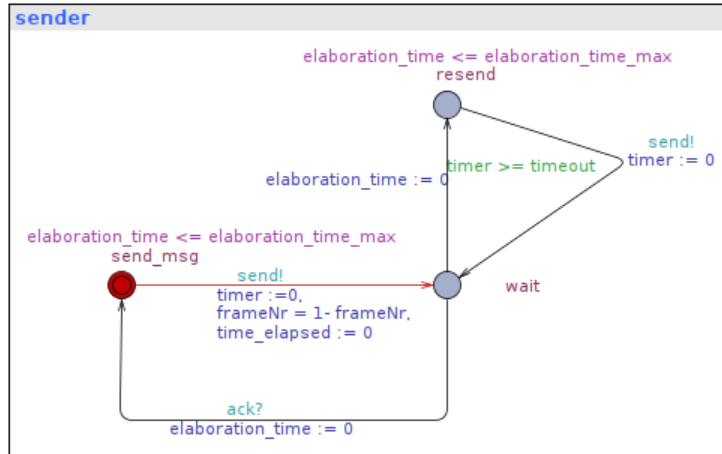 sender
elaboration_time <= elaboration_time_max
resend
send!
timer >= timeout
timer := 0
elaboration_time := 0
elaboration_time <= elaboration_time_max
send_msg
send!
wait
timer :=0,
frameNr = 1- frameNr,
time_elapsed := 0
ack?
elaboration_time := 0